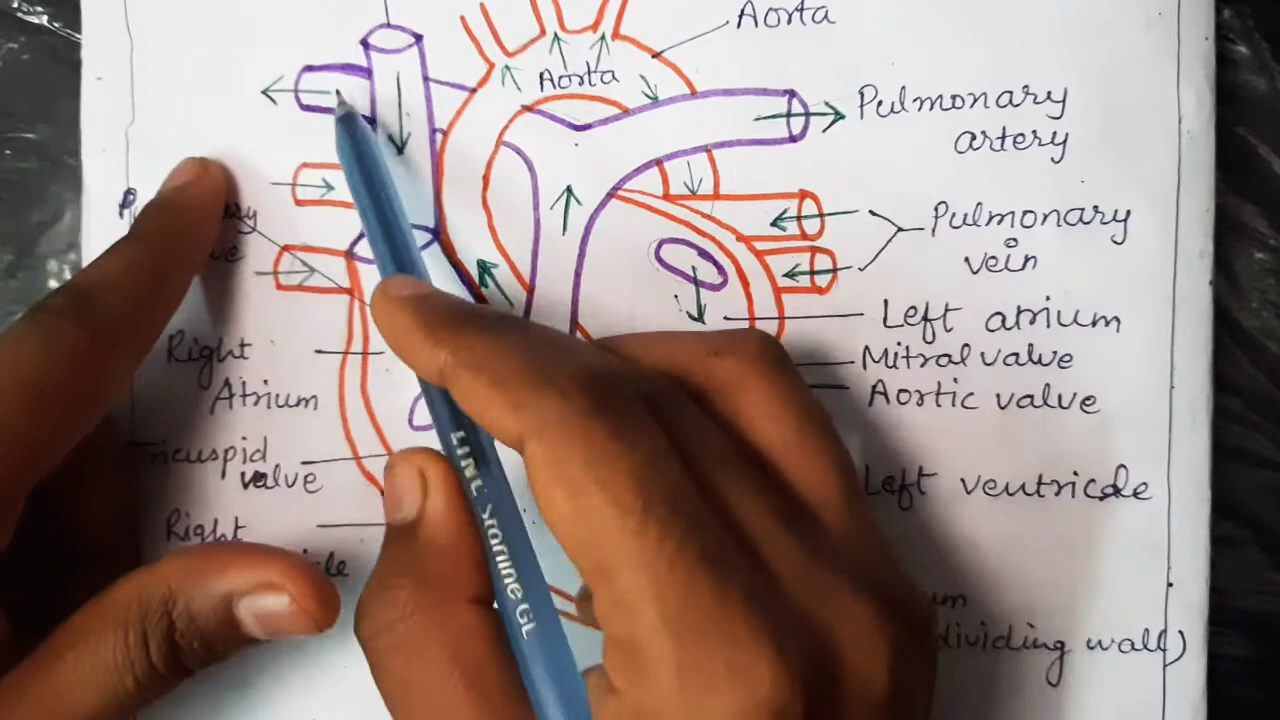 Aorta
Aorta
Pulmonary
artery
Pulmonary
vein
Left atrium
Mitral valve
Aortic valve
Right
Atrium
valve
Left ventricle
Right
dividing wall)
LINC Starline GL